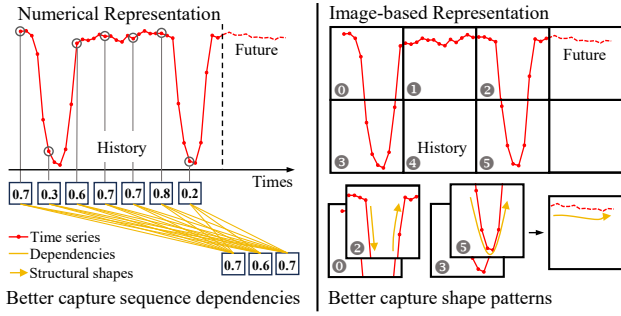 Numerical Representation
Future
History
Times
0.7 0.3 0.6 0.7 0.7 0.8 0.2
Time series
Dependencies
Structural shapes
0.7 0.6 0.7
Better capture sequence dependencies
Image-based Representation
0 1 2 Future
3 4 History 5
2 0
5 3
Better capture shape patterns